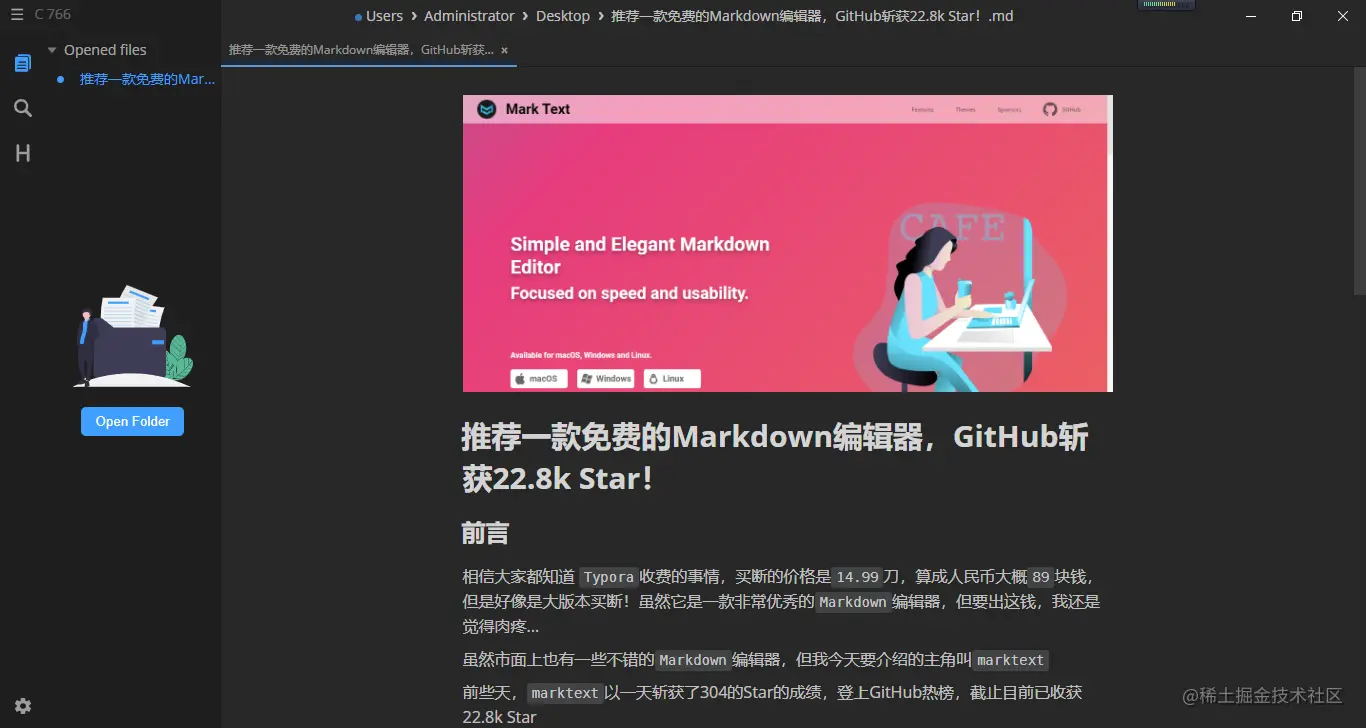 C 766
Users › Administrator › Desktop › 推荐一款免费的Markdown编辑器，GitHub斩获22.8k Star！.md
Opened files
推荐一款免费的Mar...
推荐一款免费的Markdown编辑器，GitHub斩获... ×
Mark Text
Features Themes Sponsors GitHub
CAFE
Simple and Elegant Markdown
Editor
Focused on speed and usability.
Available for macOS, Windows and Linux.
macOS Windows Linux
Open Folder
推荐一款免费的Markdown编辑器，GitHub斩
获22.8k Star！
前言
相信大家都知道 Typora 收费的事情，买断的价格是 14.99 刀，算成人民币大概 89 块钱，
但是好像是大版本买断！虽然它是一款非常优秀的 Markdown 编辑器，但要出这钱，我还是
觉得肉疼...
虽然市面上也有一些不错的 Markdown 编辑器，但我今天要介绍的主角叫 marktext
前些天， marktext 以一天斩获了304的Star的成绩，登上GitHub热榜，截止目前已收获
22.8k Star
@稀土掘金技术社区